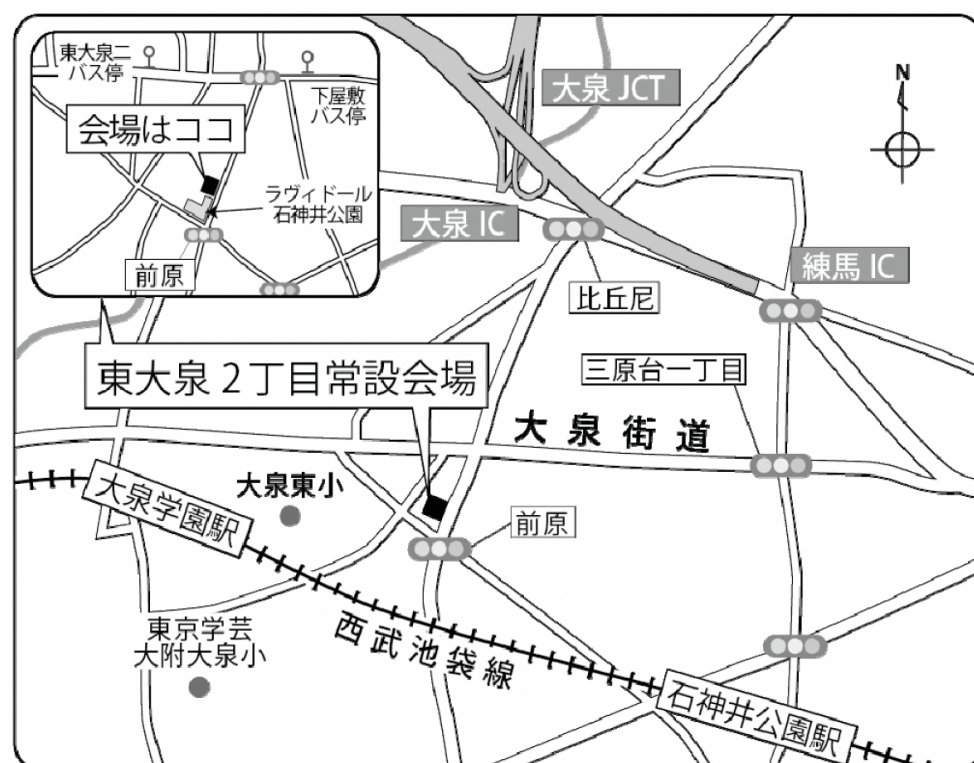 東大泉二
バス停
下屋敷
バス停
会場はココ
ラヴィドール
石神井公園
前原
大泉 JCT
N
大泉 IC
練馬 IC
比丘尼
三原台一丁目
東大泉 2 丁目常設会場
大泉街道
大泉東小
大泉学園駅
前原
東京学芸
大附大泉小
西武池袋線
石神井公園駅